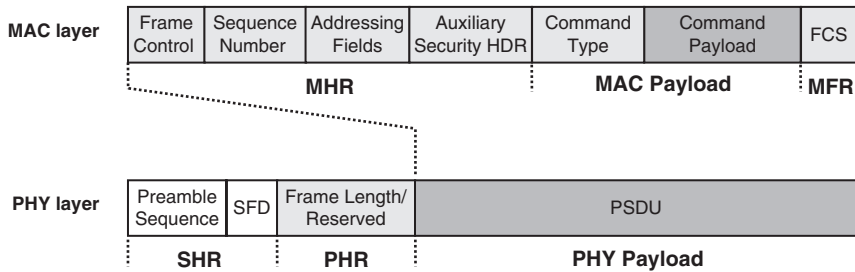 MAC layer
Frame
Control
Sequence
Number
Addressing
Fields
Auxiliary
Security HDR
Command
Type
Command
Payload
FCS
MHR
MAC Payload
MFR
PHY layer
Preamble
Sequence
SFD
Frame Length/
Reserved
PSDU
SHR
PHR
PHY Payload